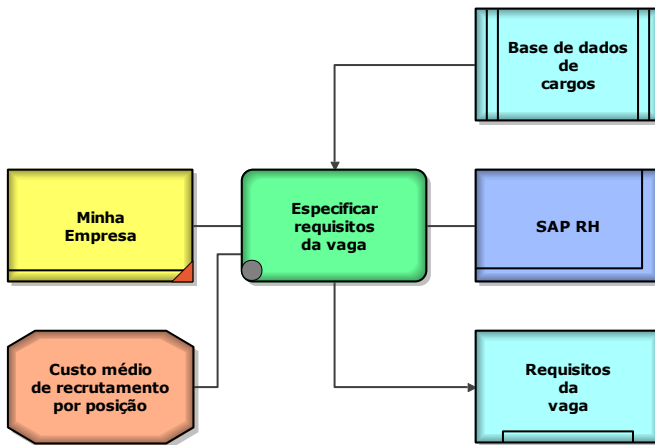 Base de dados
de
cargos
Minha
Empresa
Especificar
requisitos
da vaga
SAP RH
Custo médio
de recrutamento
por posição
Requisitos
da
vaga